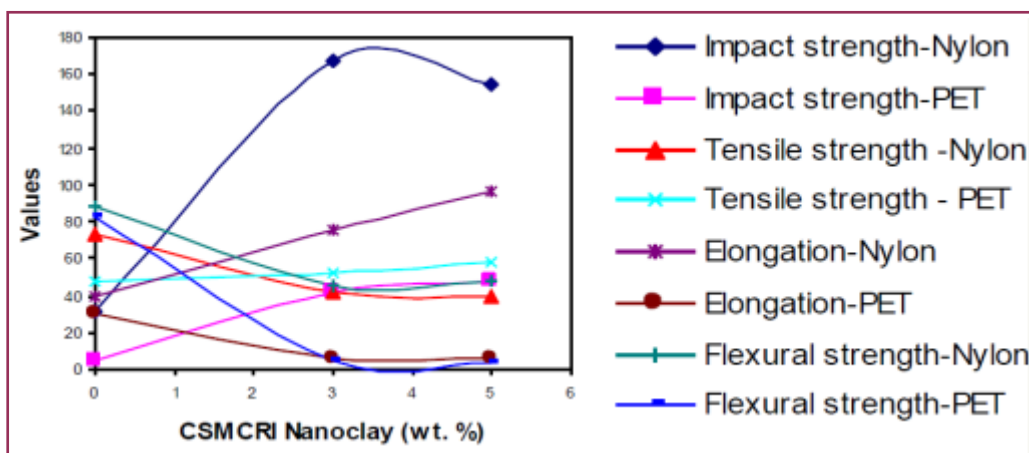 180
160
140
120
100
80
60
40
20
0
Values
0 1 2 3 4 5 6
CSMCRI Nanoclay (wt. %)
Impact strength-Nylon
Impact strength-PET
Tensile strength -Nylon
Tensile strength - PET
Elongation-Nylon
Elongation-PET
Flexural strength-Nylon
Flexural strength-PET